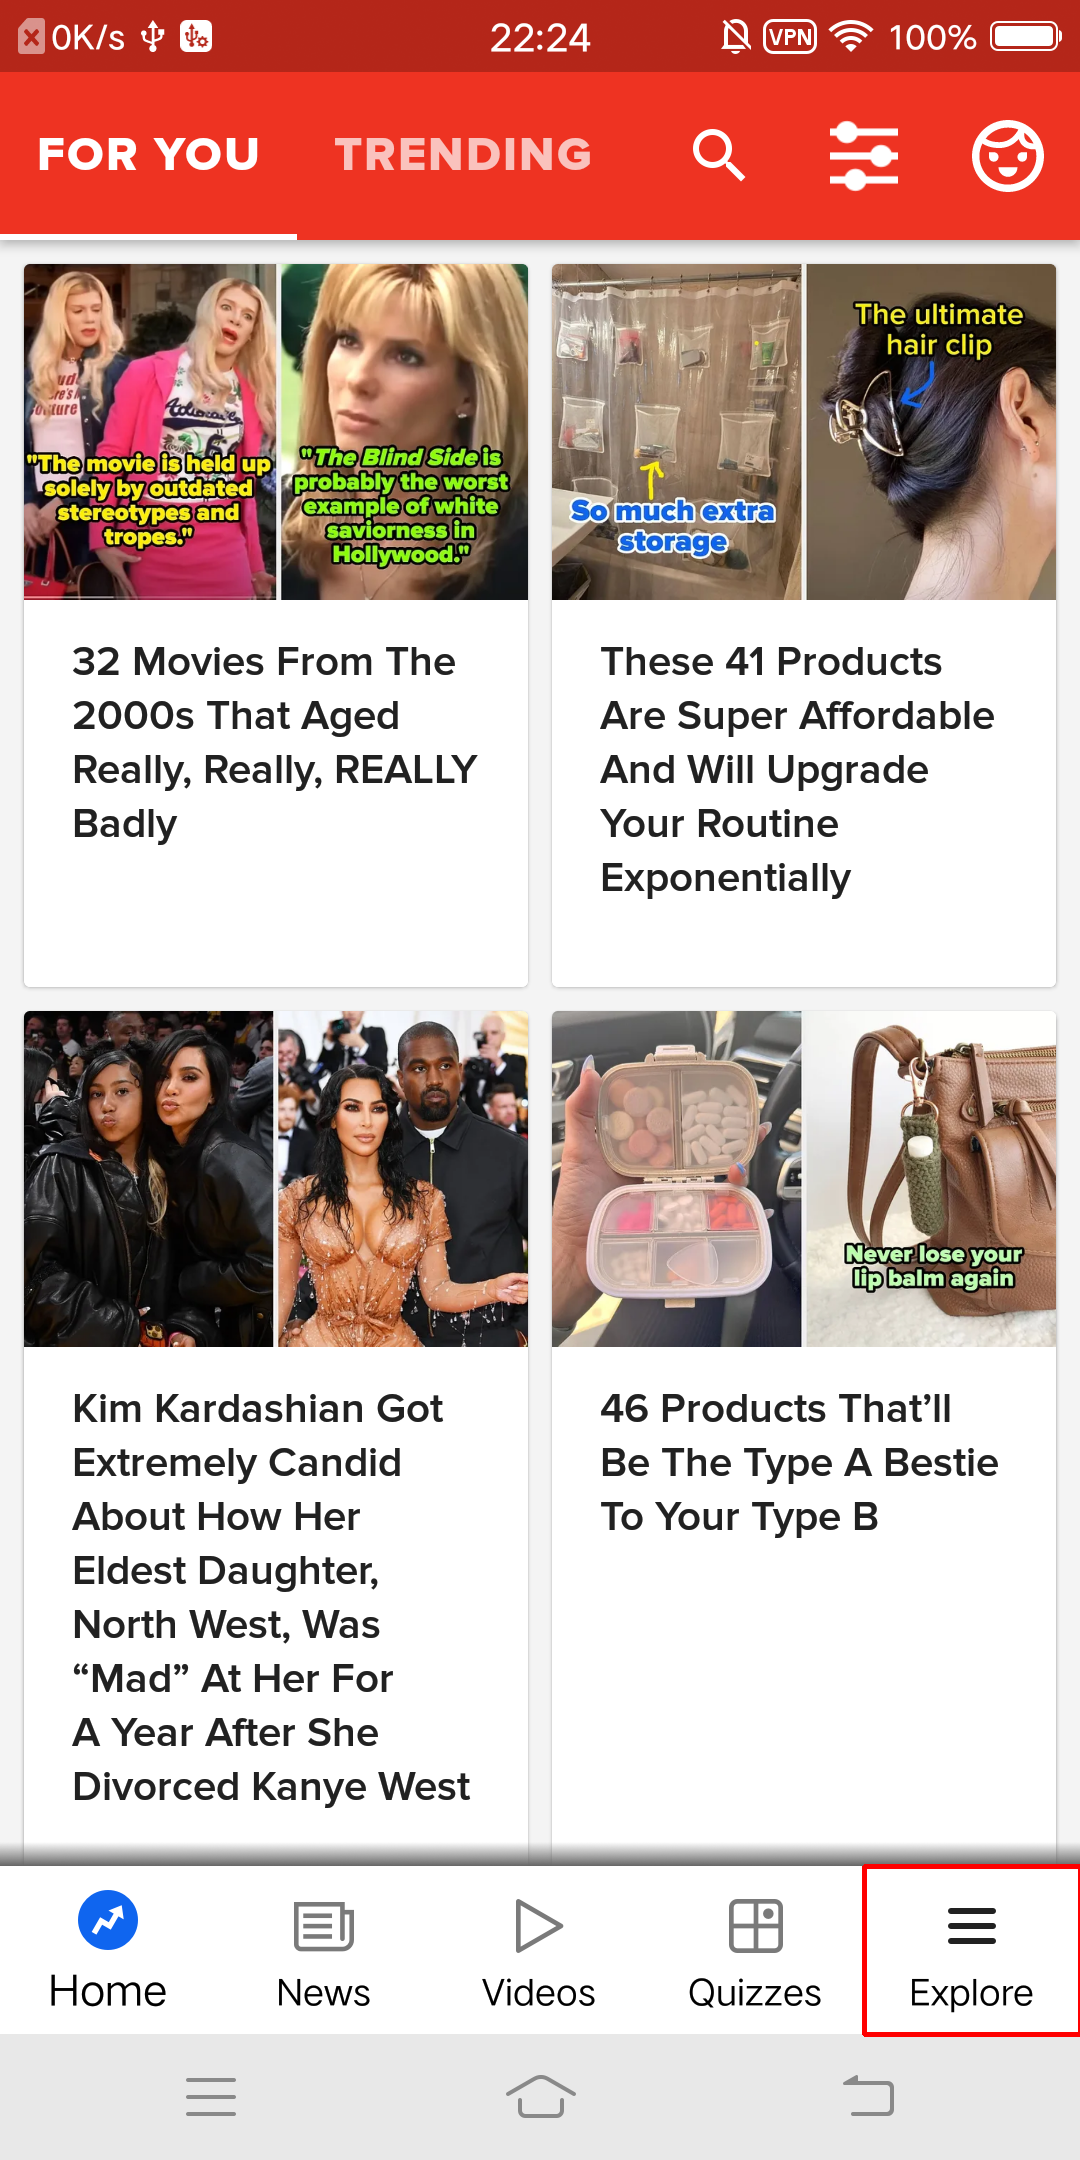 0K/s
22:24
VPN
100%
FOR YOU
TRENDING
"The movie is held up
solely by outdated
stereotypes and
tropes."
"The Blind Side is
probably the worst
example of white
saviorness in
Hollywood."
So much extra
storage
The ultimate
hair clip
32 Movies From The
2000s That Aged
Really, Really, REALLY
Badly
These 41 Products
Are Super Affordable
And Will Upgrade
Your Routine
Exponentially
Never lose your
lip balm again
Kim Kardashian Got
Extremely Candid
About How Her
Eldest Daughter,
North West, Was
“Mad” At Her For
A Year After She
Divorced Kanye West
46 Products That’ll
Be The Type A Bestie
To Your Type B
Home
News
Videos
Quizzes
Explore